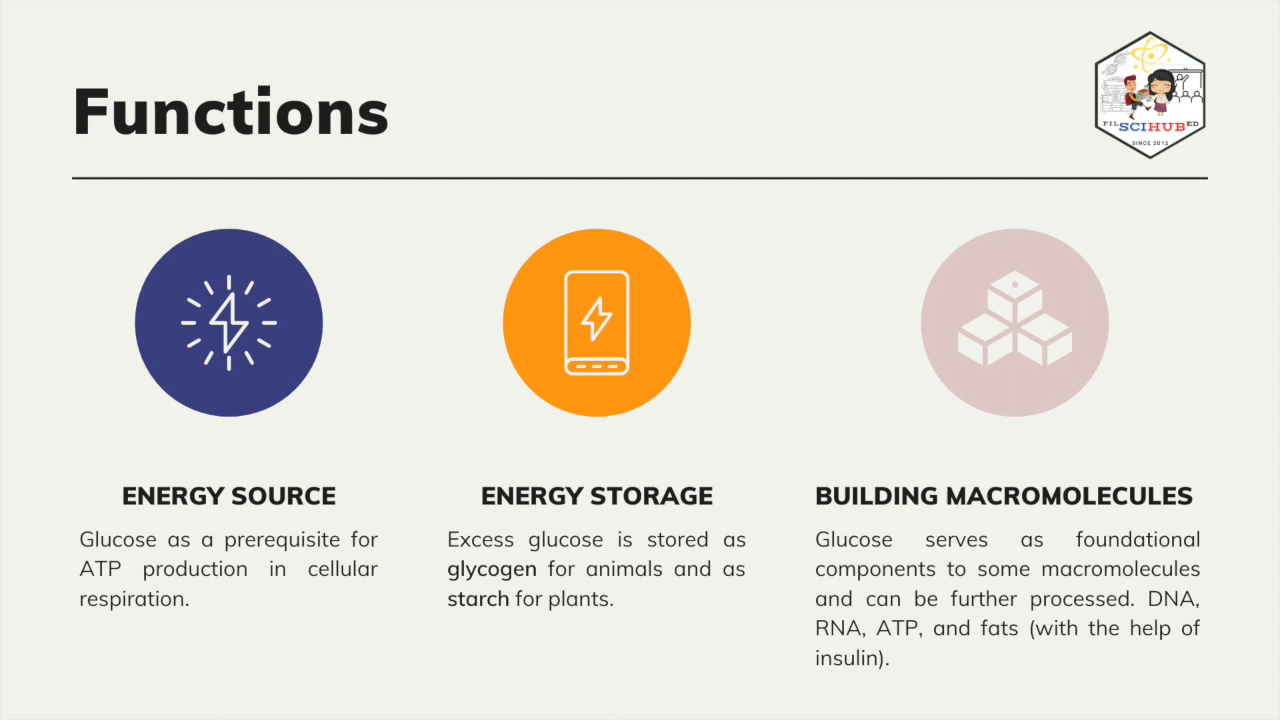 Functions
FIL SCIHUB ED
SINCE 2012
ENERGY SOURCE
Glucose as a prerequisite for
ATP production in cellular
respiration.
ENERGY STORAGE
Excess glucose is stored as
glycogen for animals and as
starch for plants.
BUILDING MACROMOLECULES
Glucose serves as foundational
components to some macromolecules
and can be further processed. DNA,
RNA, ATP, and fats (with the help of
insulin).